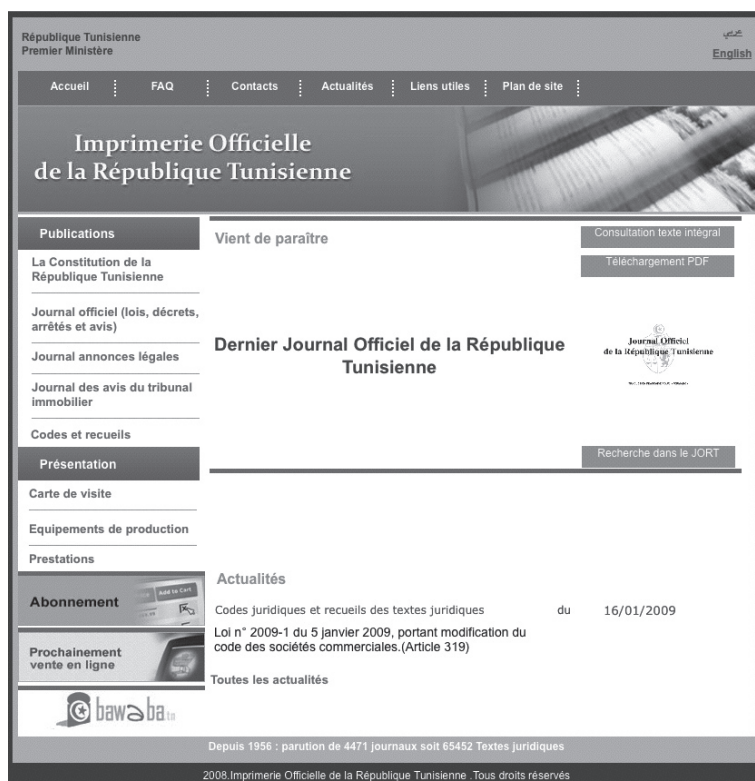 République Tunisienne
Premier Ministère
عربي
English
Accueil
FAQ
Contacts
Actualités
Liens utiles
Plan de site
Imprimerie Officielle
de la République Tunisienne
Publications
La Constitution de la
République Tunisienne
Journal officiel (lois, décrets,
arrêtés et avis)
Journal annonces légales
Journal des avis du tribunal
immobilier
Codes et recueils
Présentation
Carte de visite
Equipements de production
Prestations
Abonnement
Add to Cart
Prochainement
vente en ligne
bawaba.tn
Vient de paraître
Consultation texte intégral
Téléchargement PDF
Dernier Journal Officiel de la République
Tunisienne
Journal Officiel
de la République Tunisienne
Recherche dans le JORT
Actualités
Codes juridiques et recueils des textes juridiques du 16/01/2009
Loi n° 2009-1 du 5 janvier 2009, portant modification du
code des sociétés commerciales.(Article 319)
Toutes les actualités
Depuis 1956 : parution de 4471 journaux soit 65452 Textes juridiques
2008.Imprimerie Officielle de la République Tunisienne .Tous droits réservés